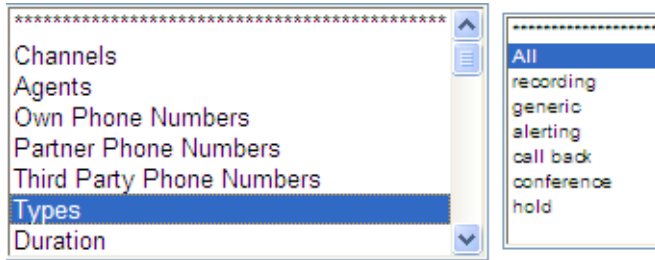 ********************************************
Channels
Agents
Own Phone Numbers
Partner Phone Numbers
Third Party Phone Numbers
Types
Duration
********************
All
recording
generic
alerting
call back
conference
hold